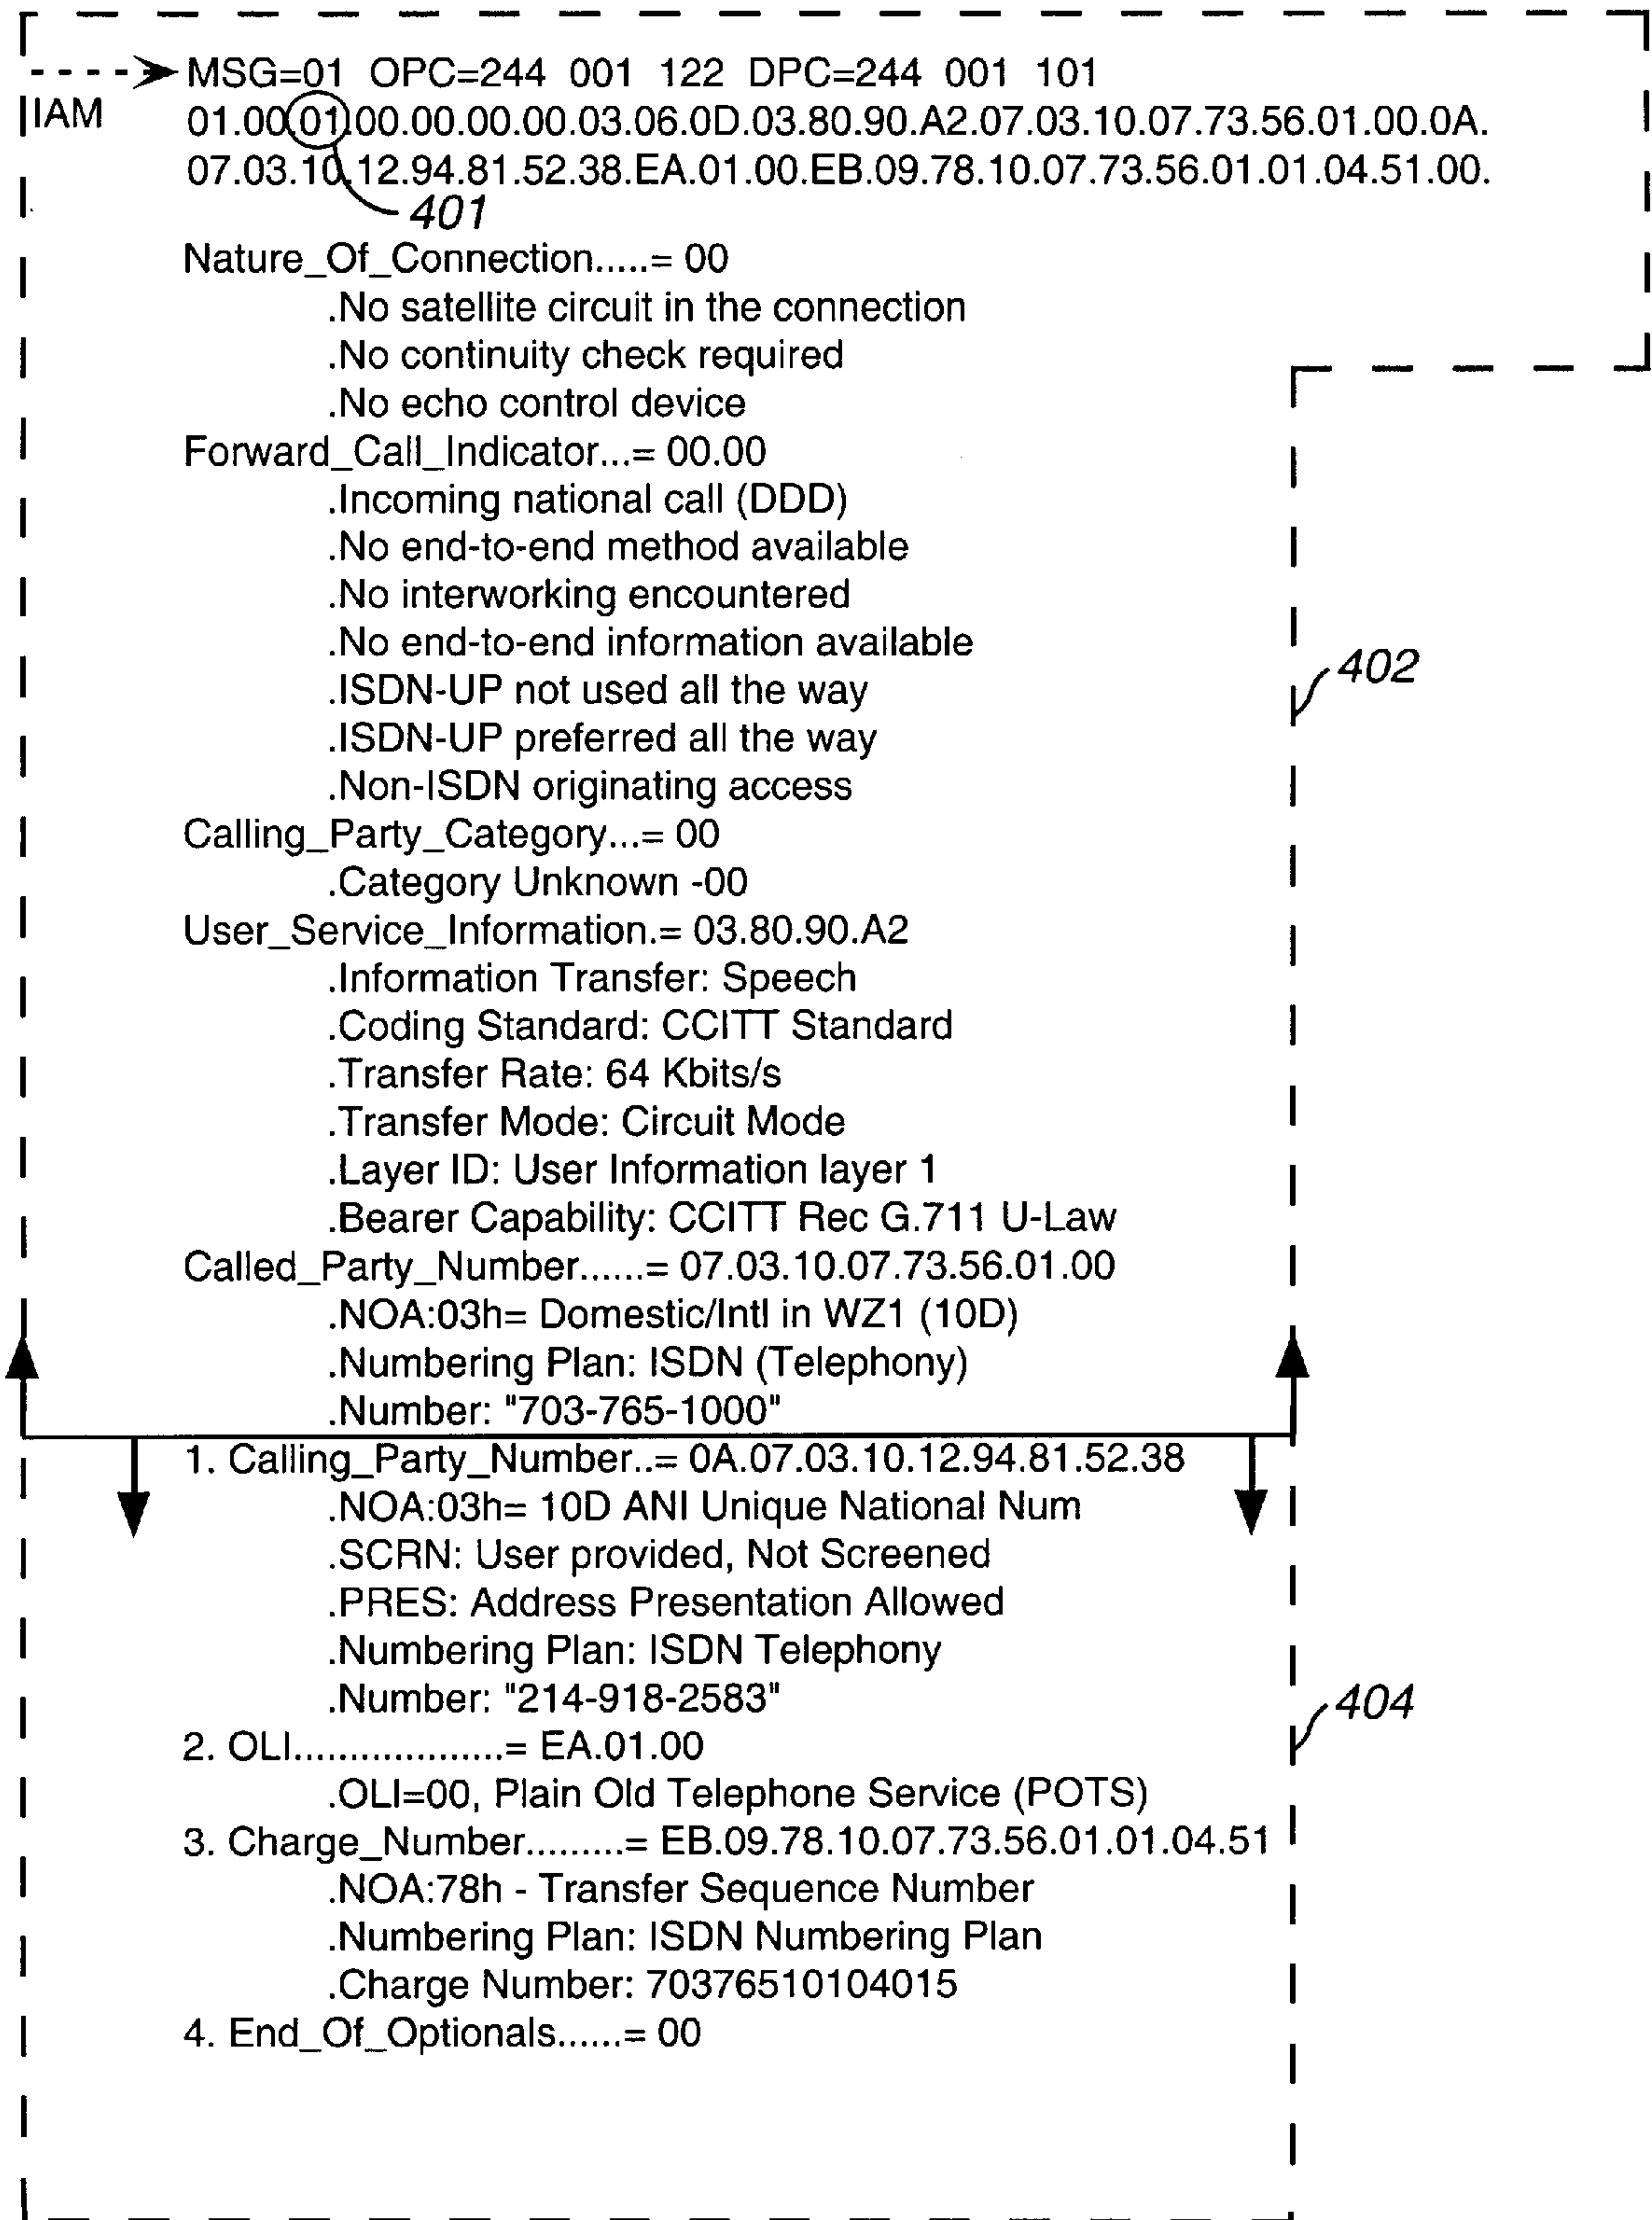 MSG=01 OPC=244 001 122 DPC=244 001 101
IAM
01.00.01.00.00.00.00.03.06.0D.03.80.90.A2.07.03.10.07.73.56.01.00.0A.
07.03.10.12.94.81.52.38.EA.01.00.EB.09.78.10.07.73.56.01.01.04.51.00.
401
Nature_Of_Connection.....= 00
.No satellite circuit in the connection
.No continuity check required
.No echo control device
Forward_Call_Indicator...= 00.00
.Incoming national call (DDD)
.No end-to-end method available
.No interworking encountered
.No end-to-end information available
402
.ISDN-UP not used all the way
.ISDN-UP preferred all the way
.Non-ISDN originating access
Calling_Party_Category...= 00
.Category Unknown -00
User_Service_Information.= 03.80.90.A2
.Information Transfer: Speech
.Coding Standard: CCITT Standard
.Transfer Rate: 64 Kbits/s
.Transfer Mode: Circuit Mode
.Layer ID: User Information layer 1
.Bearer Capability: CCITT Rec G.711 U-Law
Called_Party_Number......= 07.03.10.07.73.56.01.00
.NOA:03h= Domestic/Intl in WZ1 (10D)
.Numbering Plan: ISDN (Telephony)
.Number: "703-765-1000"
1. Calling_Party_Number..= 0A.07.03.10.12.94.81.52.38
.NOA:03h= 10D ANI Unique National Num
.SCRN: User provided, Not Screened
.PRES: Address Presentation Allowed
.Numbering Plan: ISDN Telephony
.Number: "214-918-2583"
404
2. OLI...................= EA.01.00
.OLI=00, Plain Old Telephone Service (POTS)
3. Charge_Number.........= EB.09.78.10.07.73.56.01.01.04.51
.NOA:78h - Transfer Sequence Number
.Numbering Plan: ISDN Numbering Plan
.Charge Number: 70376510104015
4. End_Of_Optionals......= 00